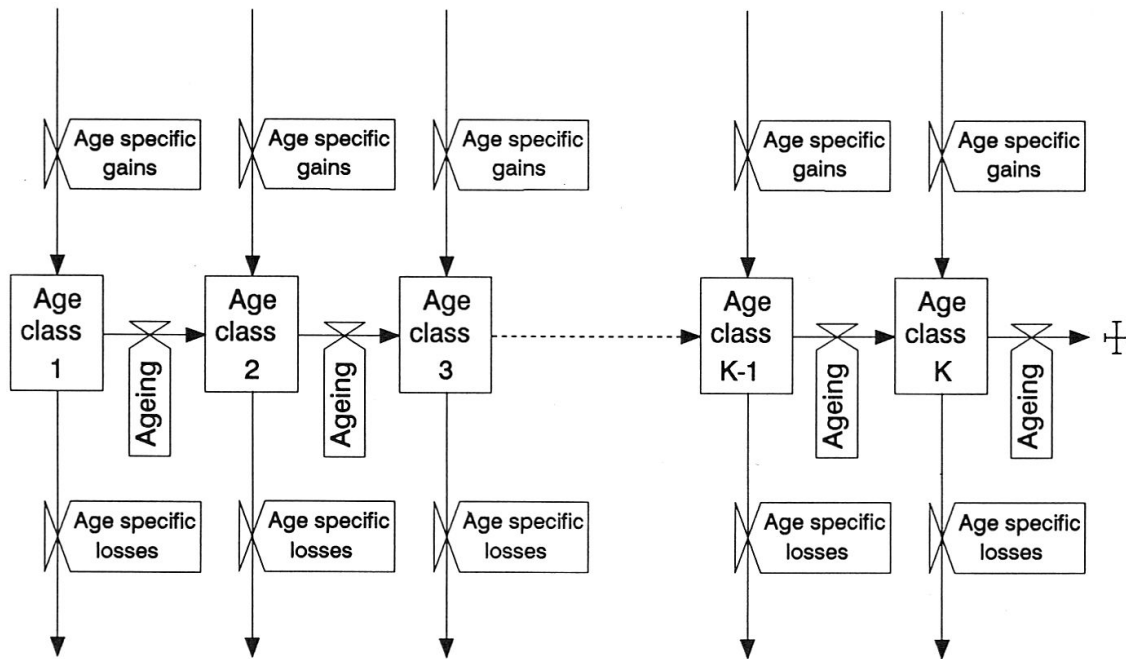 Age specific
gains
Age specific
gains
Age specific
gains
Age specific
gains
Age specific
gains
Age
class
1
Ageing
Age
class
2
Ageing
Age
class
3
Age
class
K-1
Ageing
Age
class
K
Ageing
Age specific
losses
Age specific
losses
Age specific
losses
Age specific
losses
Age specific
losses